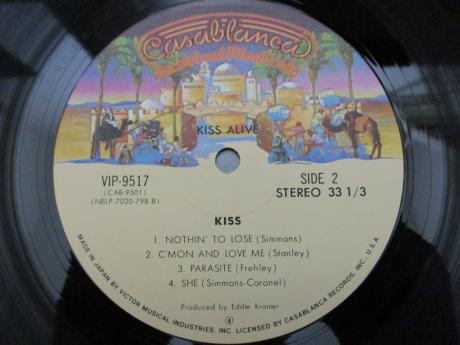 Casablanca
Record and FilmWorks
KISS ALIVE
VIP-9517
(CAB-9501)
(NBLP-7020-798-B)
SIDE 2
STEREO 33 1/3
KISS
1. NOTHIN' TO LOSE (Simmons)
2. C'MON AND LOVE ME (Stanley)
3. PARASITE (Frehley)
4. SHE (Simmons-Coronel)
Produced by Eddie Kramer
4
MADE IN JAPAN BY VICTOR MUSICAL INDUSTRIES, INC. LICENSED BY CASABLANCA RECORDS, INC., U.S.A.